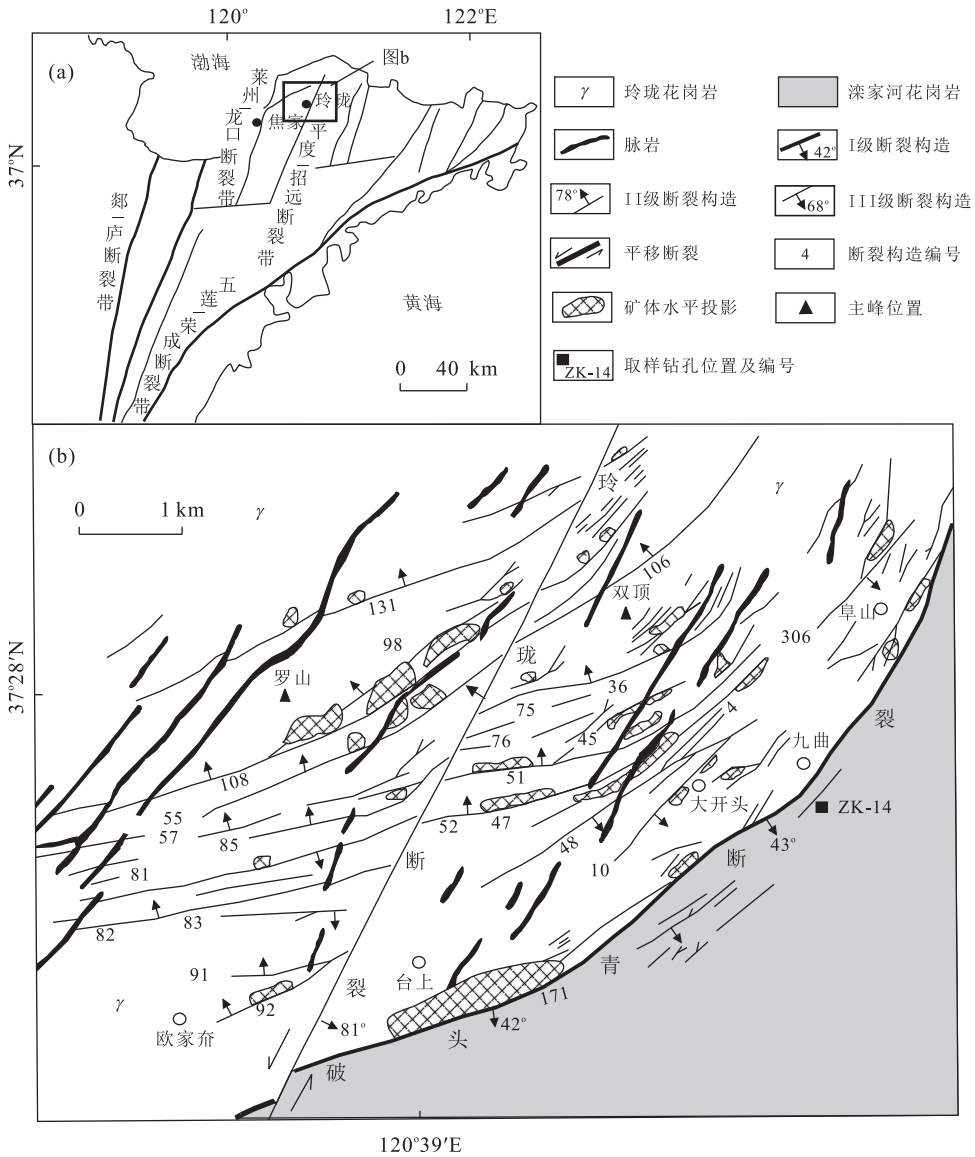 120°
122°E
37°N
(a)
渤海
图b
莱州|龙口断裂带
玲珑
焦家
平度|招远断裂带
郯|庐断裂带
五莲|荣成断裂带
黄海
0 40 km
γ 玲珑花岗岩
滦家河花岗岩
脉岩
42° I级断裂构造
78° II级断裂构造
68° III级断裂构造
平移断裂
4 断裂构造编号
矿体水平投影
主峰位置
ZK-14 取样钻孔位置及编号
(b)
0 1 km
γ
γ
玲珑断裂
106
双顶
131
98
306
阜山
37°28′N
罗山
36
75
4
76
45
九曲
108
51
大开头
ZK-14
55
52
47
57
85
48
43°
81
10
83
82
91
台上
92
171
γ
欧家夼
81°
42°
破头青断裂
120°39′E